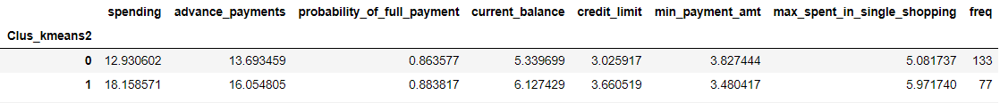 spending advance_payments probability_of_full_payment current_balance credit_limit min_payment_amt max_spent_in_single_shopping freq
Clus_kmeans2
0 12.930602 13.693459 0.863577 5.339699 3.025917 3.827444 5.081737 133
1 18.158571 16.054805 0.883817 6.127429 3.660519 3.480417 5.971740 77